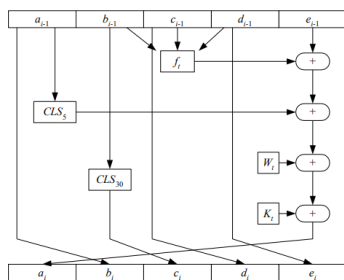 a_{i-1} b_{i-1} c_{i-1} d_{i-1} e_{i-1}
f_t +
CLS_5 +
W_t +
CLS_30
K_t +
a_i b_i c_i d_i e_i